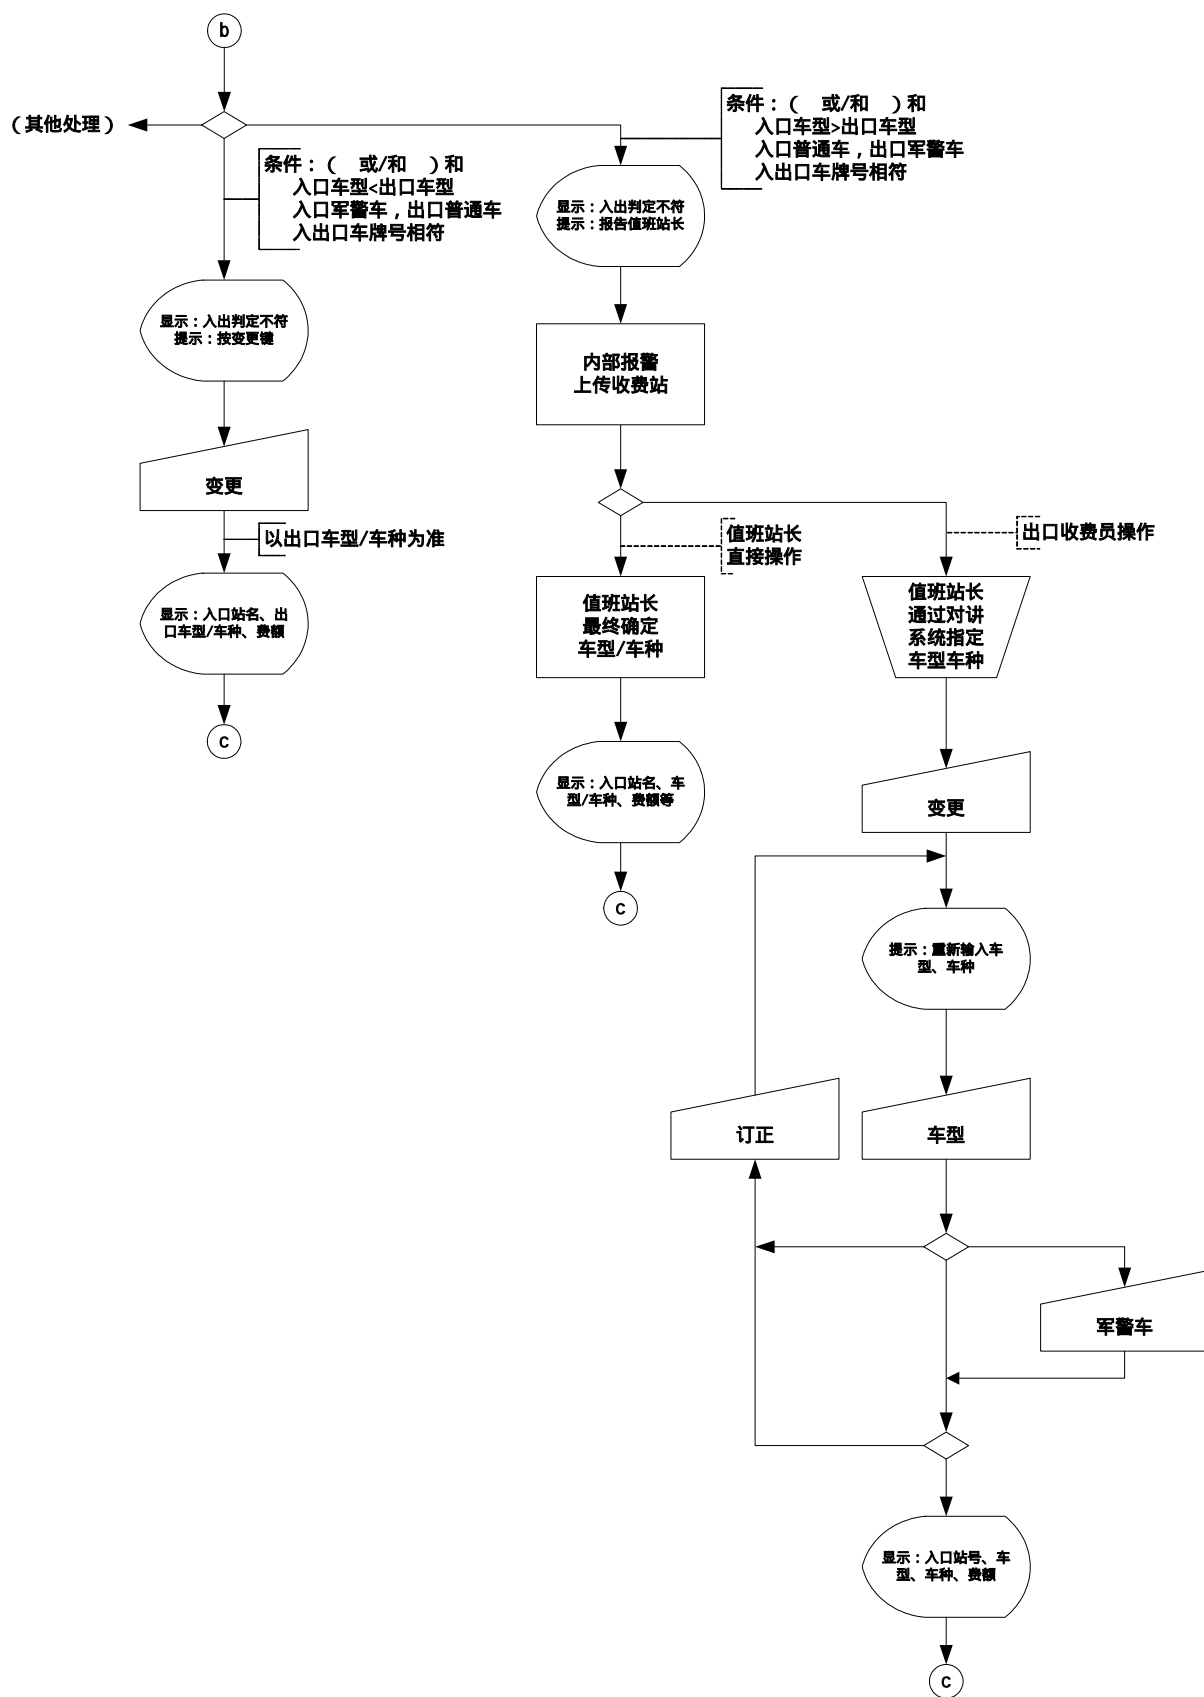 b
（其他处理）
条件：（　或/和　）和
入口车型>出口车型
入口普通车，出口军警车
入出口车牌号相符
条件：（　或/和　）和
入口车型<出口车型
入口军警车，出口普通车
入出口车牌号相符
显示：入出判定不符
提示：报告值班站长
显示：入出判定不符
提示：按变更键
内部报警
上传收费站
变更
以出口车型/车种为准
值班站长
直接操作
出口收费员操作
显示：入口站名、出
口车型/车种、费额
值班站长
最终确定
车型/车种
值班站长
通过对讲
系统指定
车型车种
c
显示：入口站名、车
型/车种、费额等
变更
c
提示：重新输入车
型、车种
订正
车型
军警车
显示：入口站号、车
型、车种、费额
c